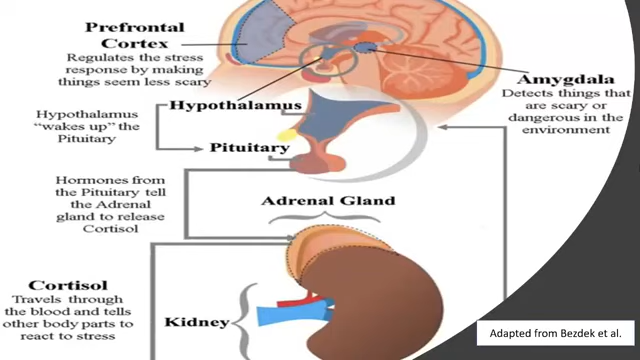 Prefrontal
Cortex
Regulates the stress
response by making
things seem less scary
Amygdala
Detects things that
are scary or
dangerous in the
environment
Hypothalamus
Hypothalamus
"wakes up" the
Pituitary
Pituitary
Hormones from
the Pituitary tell
the Adrenal
gland to release
Cortisol
Adrenal Gland
Cortisol
Travels through
the blood and tells
other body parts to
react to stress
Kidney
Adapted from Bezdek et al.